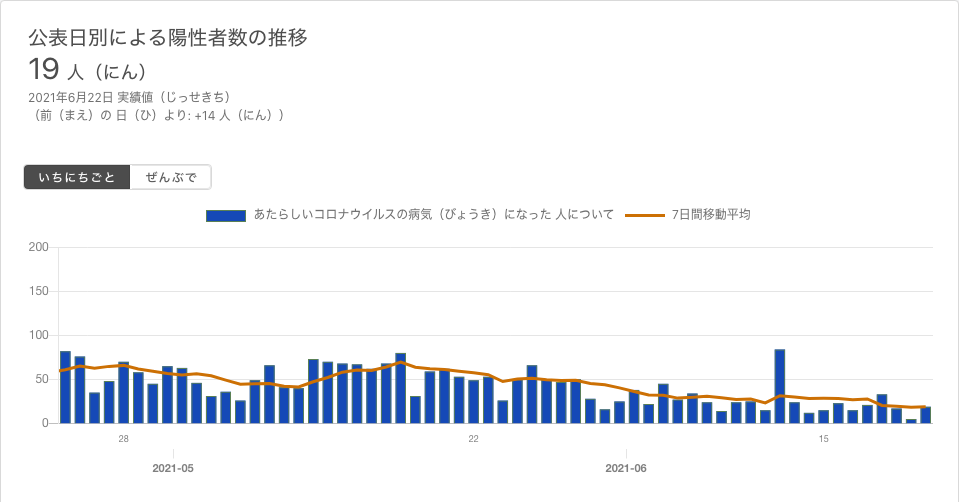 公表日別による陽性者数の推移
19 人（にん）
2021年6月22日 実績値（じっせきち）
（前（まえ）の 日（ひ）より: +14 人（にん））
いちにちごと ぜんぶで
あたらしいコロナウイルスの病気（びょうき）になった 人について 7日間移動平均
200
150
100
50
0
28 22 15
2021-05 2021-06